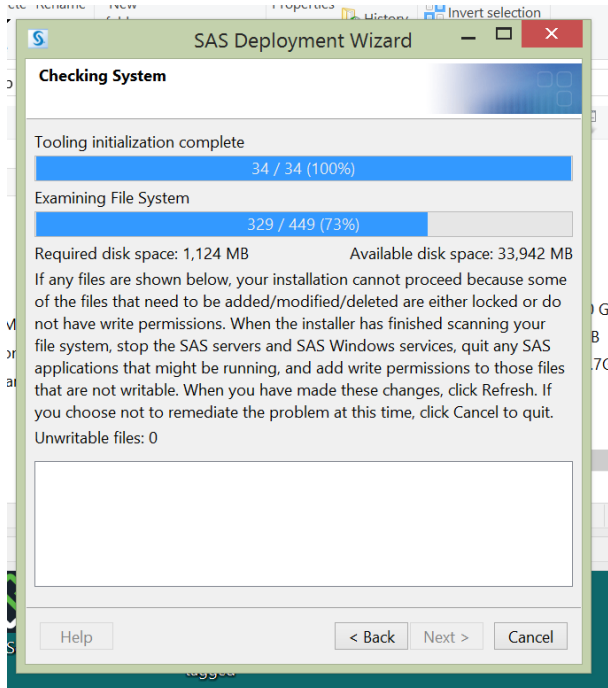 Rename
New
Properties
History
Invert selection
SAS Deployment Wizard
Checking System
Tooling initialization complete
34 / 34 (100%)
Examining File System
329 / 449 (73%)
Required disk space: 1,124 MB
Available disk space: 33,942 MB
If any files are shown below, your installation cannot proceed because some
of the files that need to be added/modified/deleted are either locked or do
not have write permissions. When the installer has finished scanning your
file system, stop the SAS servers and SAS Windows services, quit any SAS
applications that might be running, and add write permissions to those files
that are not writable. When you have made these changes, click Refresh. If
you choose not to remediate the problem at this time, click Cancel to quit.
Unwritable files: 0
Help
< Back
Next >
Cancel